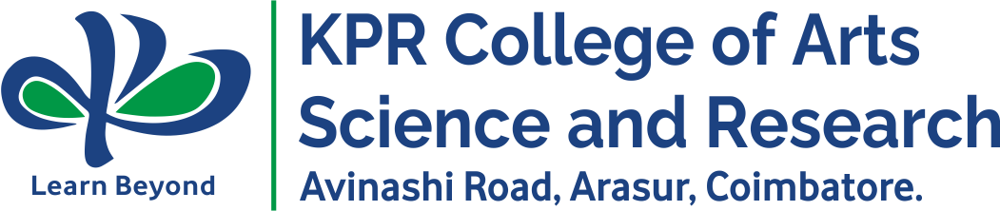 Learn Beyond
KPR College of Arts
Science and Research
Avinashi Road, Arasur, Coimbatore.